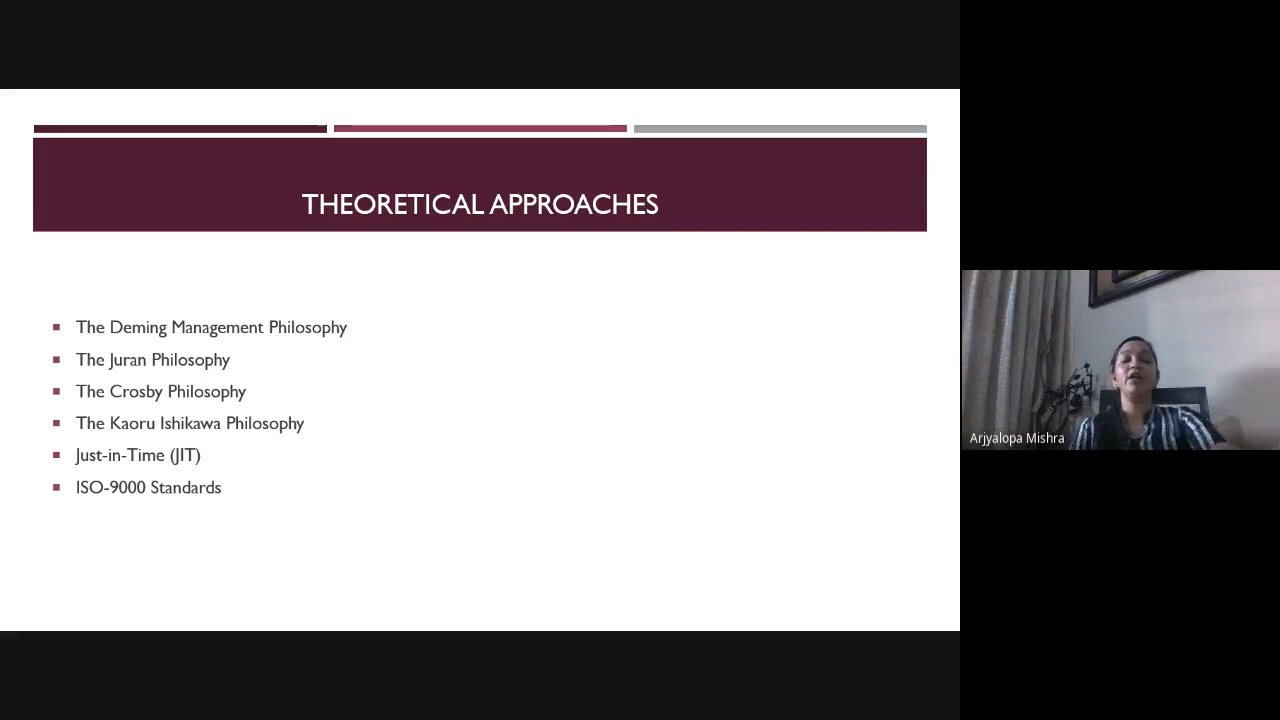 THEORETICAL APPROACHES
The Deming Management Philosophy
The Juran Philosophy
The Crosby Philosophy
The Kaoru Ishikawa Philosophy
Just-in-Time (JIT)
ISO-9000 Standards
Arjyalopa Mishra